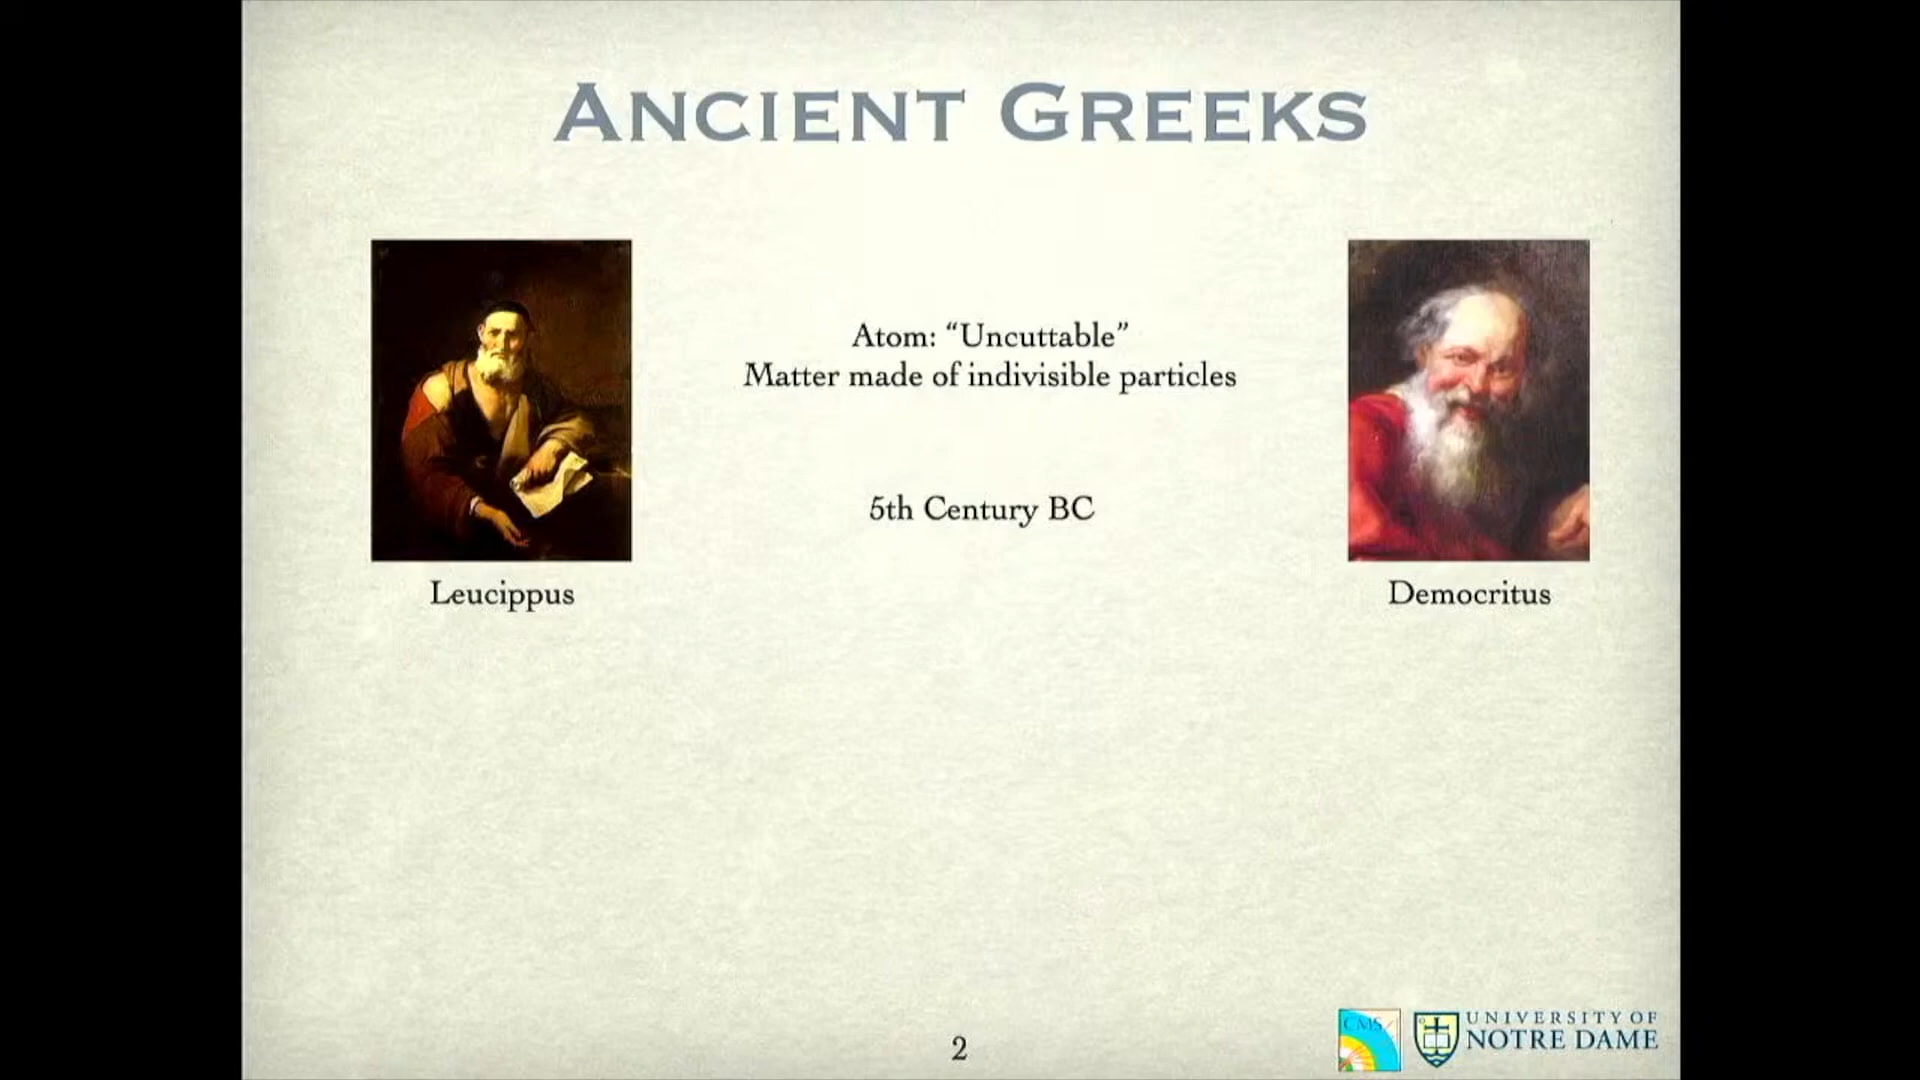 ANCIENT GREEKS
Atom: “Uncuttable”
Matter made of indivisible particles
5th Century BC
Leucippus
Democritus
2
CMS
UNIVERSITY OF
NOTRE DAME